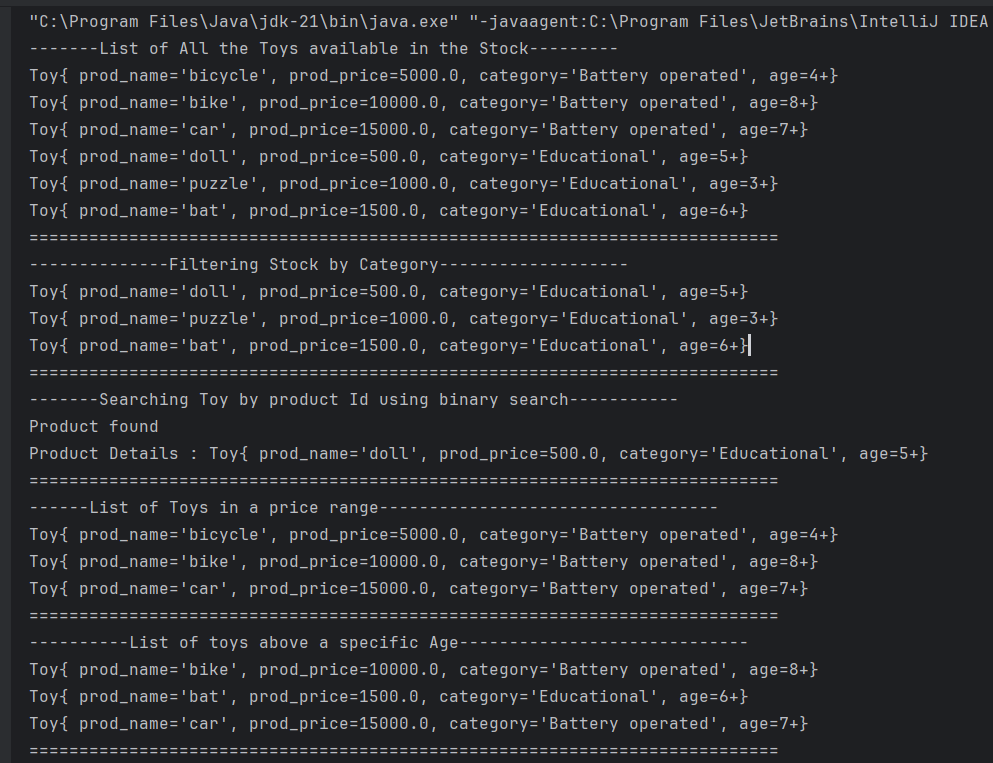 "C:\Program Files\Java\jdk-21\bin\java.exe" "-javaagent:C:\Program Files\JetBrains\IntelliJ IDEA
-------List of All the Toys available in the Stock---------
Toy{ prod_name='bicycle', prod_price=5000.0, category='Battery operated', age=4+}
Toy{ prod_name='bike', prod_price=10000.0, category='Battery operated', age=8+}
Toy{ prod_name='car', prod_price=15000.0, category='Battery operated', age=7+}
Toy{ prod_name='doll', prod_price=500.0, category='Educational', age=5+}
Toy{ prod_name='puzzle', prod_price=1000.0, category='Educational', age=3+}
Toy{ prod_name='bat', prod_price=1500.0, category='Educational', age=6+}
===========================================================================
--------------Filtering Stock by Category-------------------
Toy{ prod_name='doll', prod_price=500.0, category='Educational', age=5+}
Toy{ prod_name='puzzle', prod_price=1000.0, category='Educational', age=3+}
Toy{ prod_name='bat', prod_price=1500.0, category='Educational', age=6+}
===========================================================================
-------Searching Toy by product Id using binary search-----------
Product found
Product Details : Toy{ prod_name='doll', prod_price=500.0, category='Educational', age=5+}
===========================================================================
------List of Toys in a price range----------------------------------
Toy{ prod_name='bicycle', prod_price=5000.0, category='Battery operated', age=4+}
Toy{ prod_name='bike', prod_price=10000.0, category='Battery operated', age=8+}
Toy{ prod_name='car', prod_price=15000.0, category='Battery operated', age=7+}
===========================================================================
----------List of toys above a specific Age-----------------------------
Toy{ prod_name='bike', prod_price=10000.0, category='Battery operated', age=8+}
Toy{ prod_name='bat', prod_price=1500.0, category='Educational', age=6+}
Toy{ prod_name='car', prod_price=15000.0, category='Battery operated', age=7+}
===========================================================================